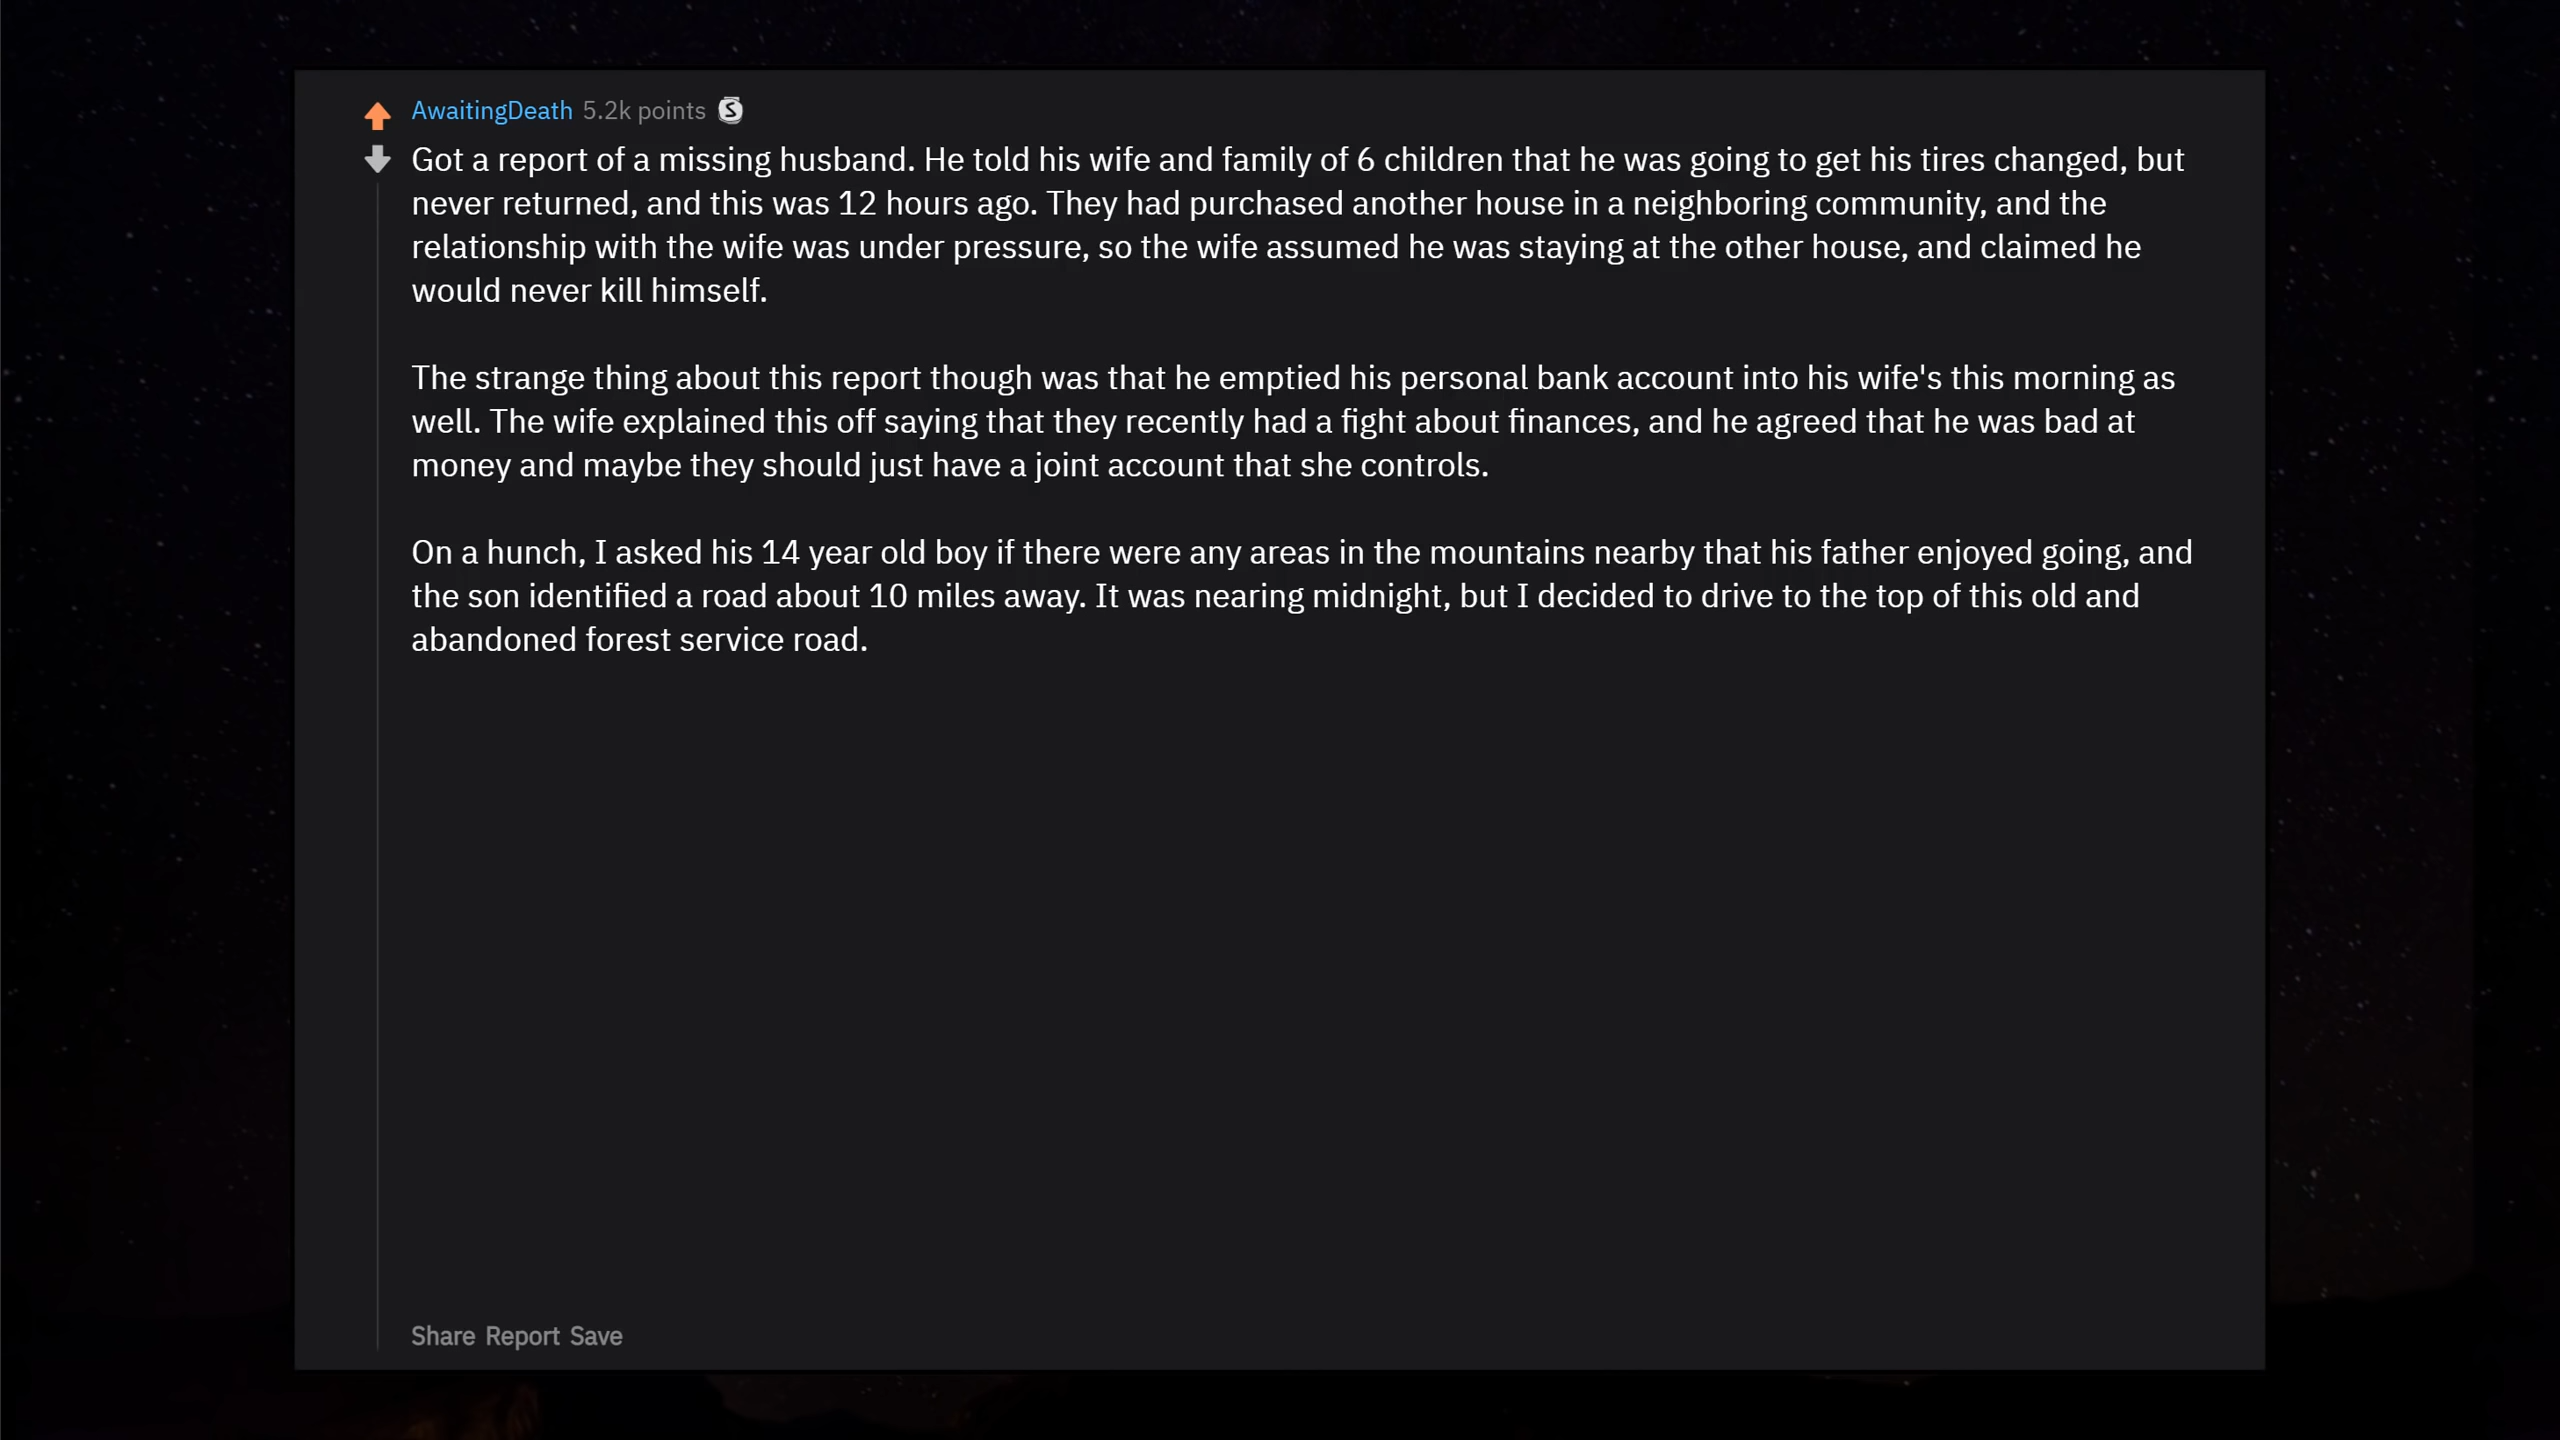 AwaitingDeath 5.2k points
Got a report of a missing husband. He told his wife and family of 6 children that he was going to get his tires changed, but
never returned, and this was 12 hours ago. They had purchased another house in a neighboring community, and the
relationship with the wife was under pressure, so the wife assumed he was staying at the other house, and claimed he
would never kill himself.
The strange thing about this report though was that he emptied his personal bank account into his wife's this morning as
well. The wife explained this off saying that they recently had a fight about finances, and he agreed that he was bad at
money and maybe they should just have a joint account that she controls.
On a hunch, I asked his 14 year old boy if there were any areas in the mountains nearby that his father enjoyed going, and
the son identified a road about 10 miles away. It was nearing midnight, but I decided to drive to the top of this old and
abandoned forest service road.
Share Report Save